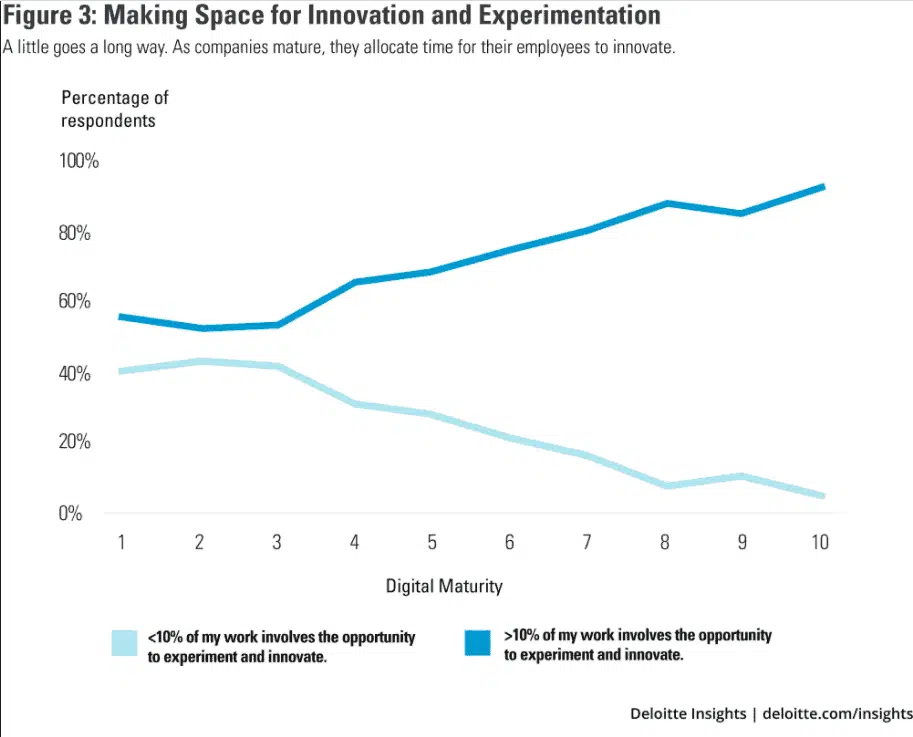 Figure 3: Making Space for Innovation and Experimentation
A little goes a long way. As companies mature, they allocate time for their employees to innovate.
Percentage of
respondents
100%
80%
60%
40%
20%
0%
1 2 3 4 5 6 7 8 9 10
Digital Maturity
<10% of my work involves the opportunity
to experiment and innovate.
>10% of my work involves the opportunity
to experiment and innovate.
Deloitte Insights | deloitte.com/insights